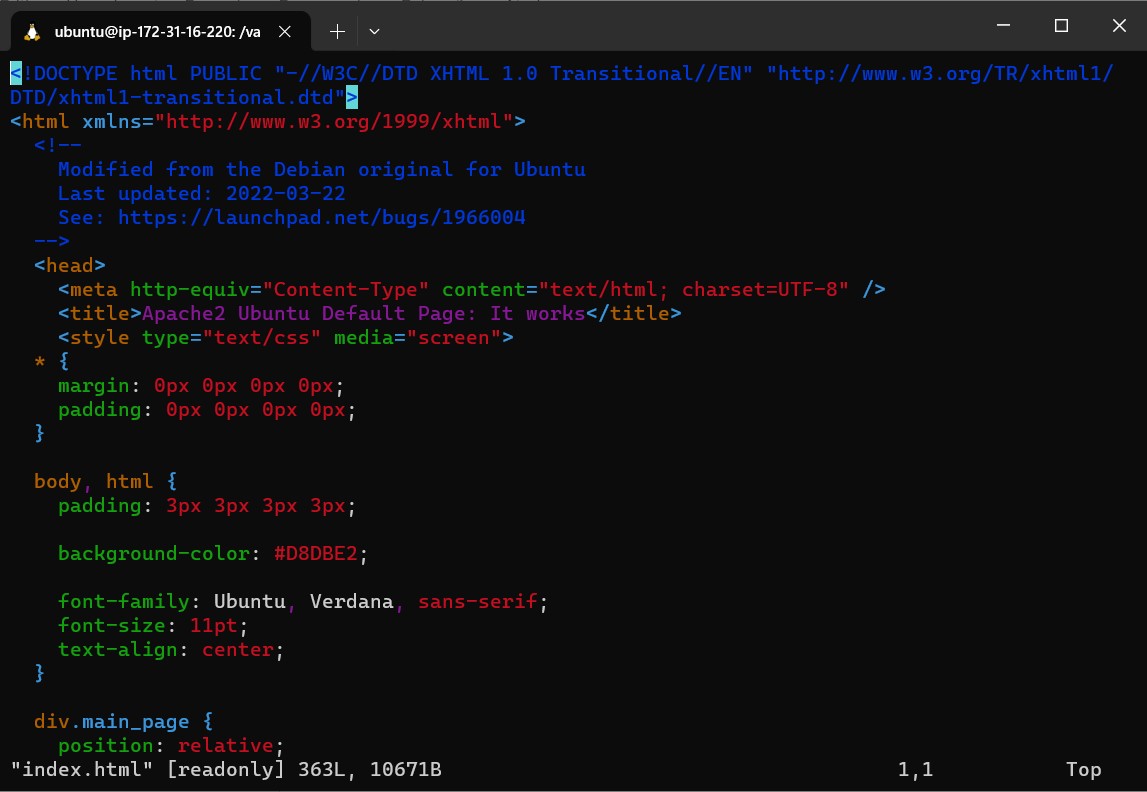 ubuntu@ip-172-31-16-220: /va
<!DOCTYPE html PUBLIC "-//W3C//DTD XHTML 1.0 Transitional//EN" "http://www.w3.org/TR/xhtml1/
DTD/xhtml1-transitional.dtd">
<html xmlns="http://www.w3.org/1999/xhtml">
  <!--
    Modified from the Debian original for Ubuntu
    Last updated: 2022-03-22
    See: https://launchpad.net/bugs/1966004
  -->
  <head>
    <meta http-equiv="Content-Type" content="text/html; charset=UTF-8" />
    <title>Apache2 Ubuntu Default Page: It works</title>
    <style type="text/css" media="screen">
  * {
    margin: 0px 0px 0px 0px;
    padding: 0px 0px 0px 0px;
  }

  body, html {
    padding: 3px 3px 3px 3px;

    background-color: #D8DBE2;

    font-family: Ubuntu, Verdana, sans-serif;
    font-size: 11pt;
    text-align: center;
  }

  div.main_page {
    position: relative;
"index.html" [readonly] 363L, 10671B 1,1 Top